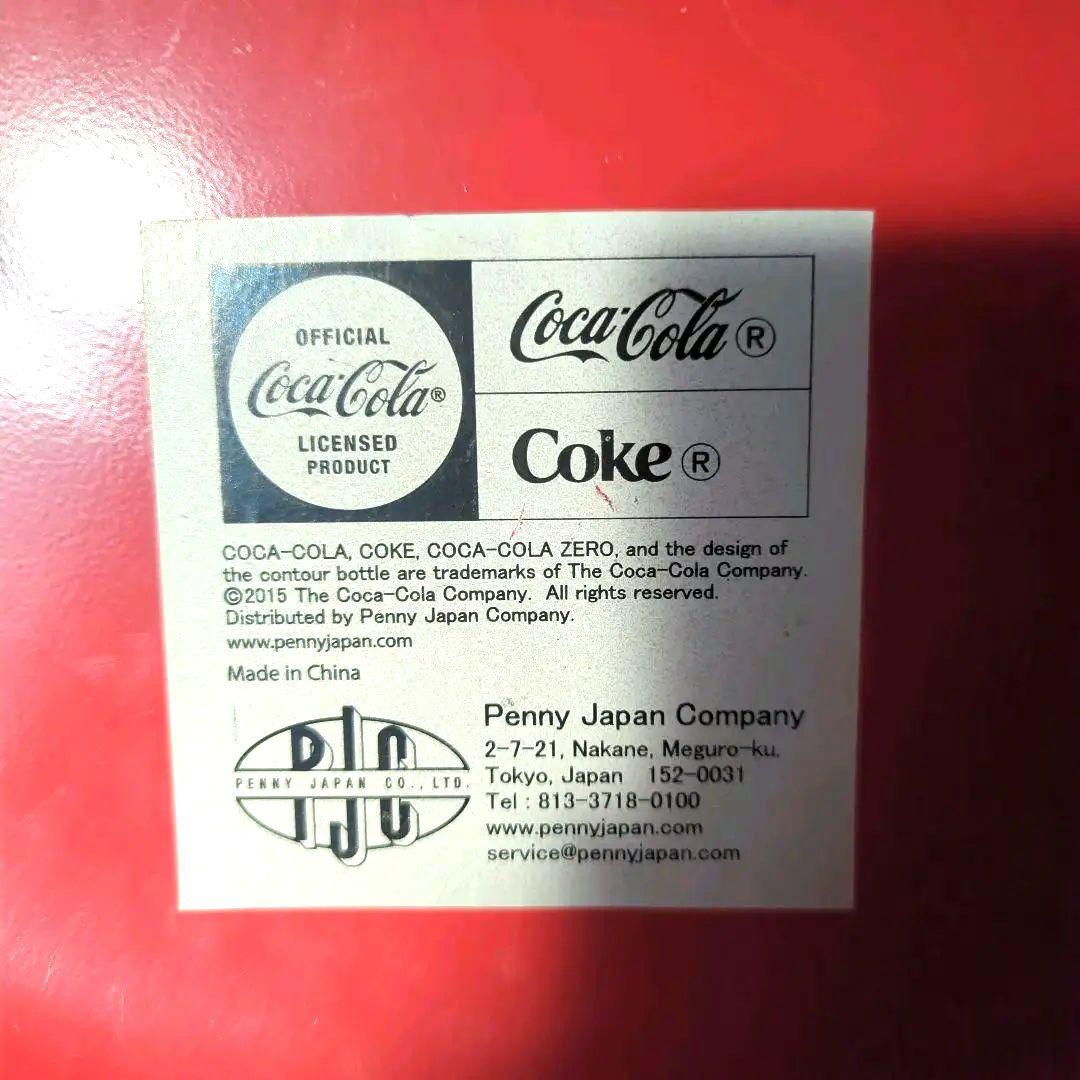 OFFICIAL
Coca-Cola®
LICENSED
PRODUCT
Coca-Cola®
Coke®
COCA-COLA, COKE, COCA-COLA ZERO, and the design of
the contour bottle are trademarks of The Coca-Cola Company.
©2015 The Coca-Cola Company. All rights reserved.
Distributed by Penny Japan Company.
www.pennyjapan.com
Made in China
PJC
PENNY JAPAN CO., LTD.
Penny Japan Company
2-7-21, Nakane, Meguro-ku,
Tokyo, Japan 152-0031
Tel : 813-3718-0100
www.pennyjapan.com
service@pennyjapan.com